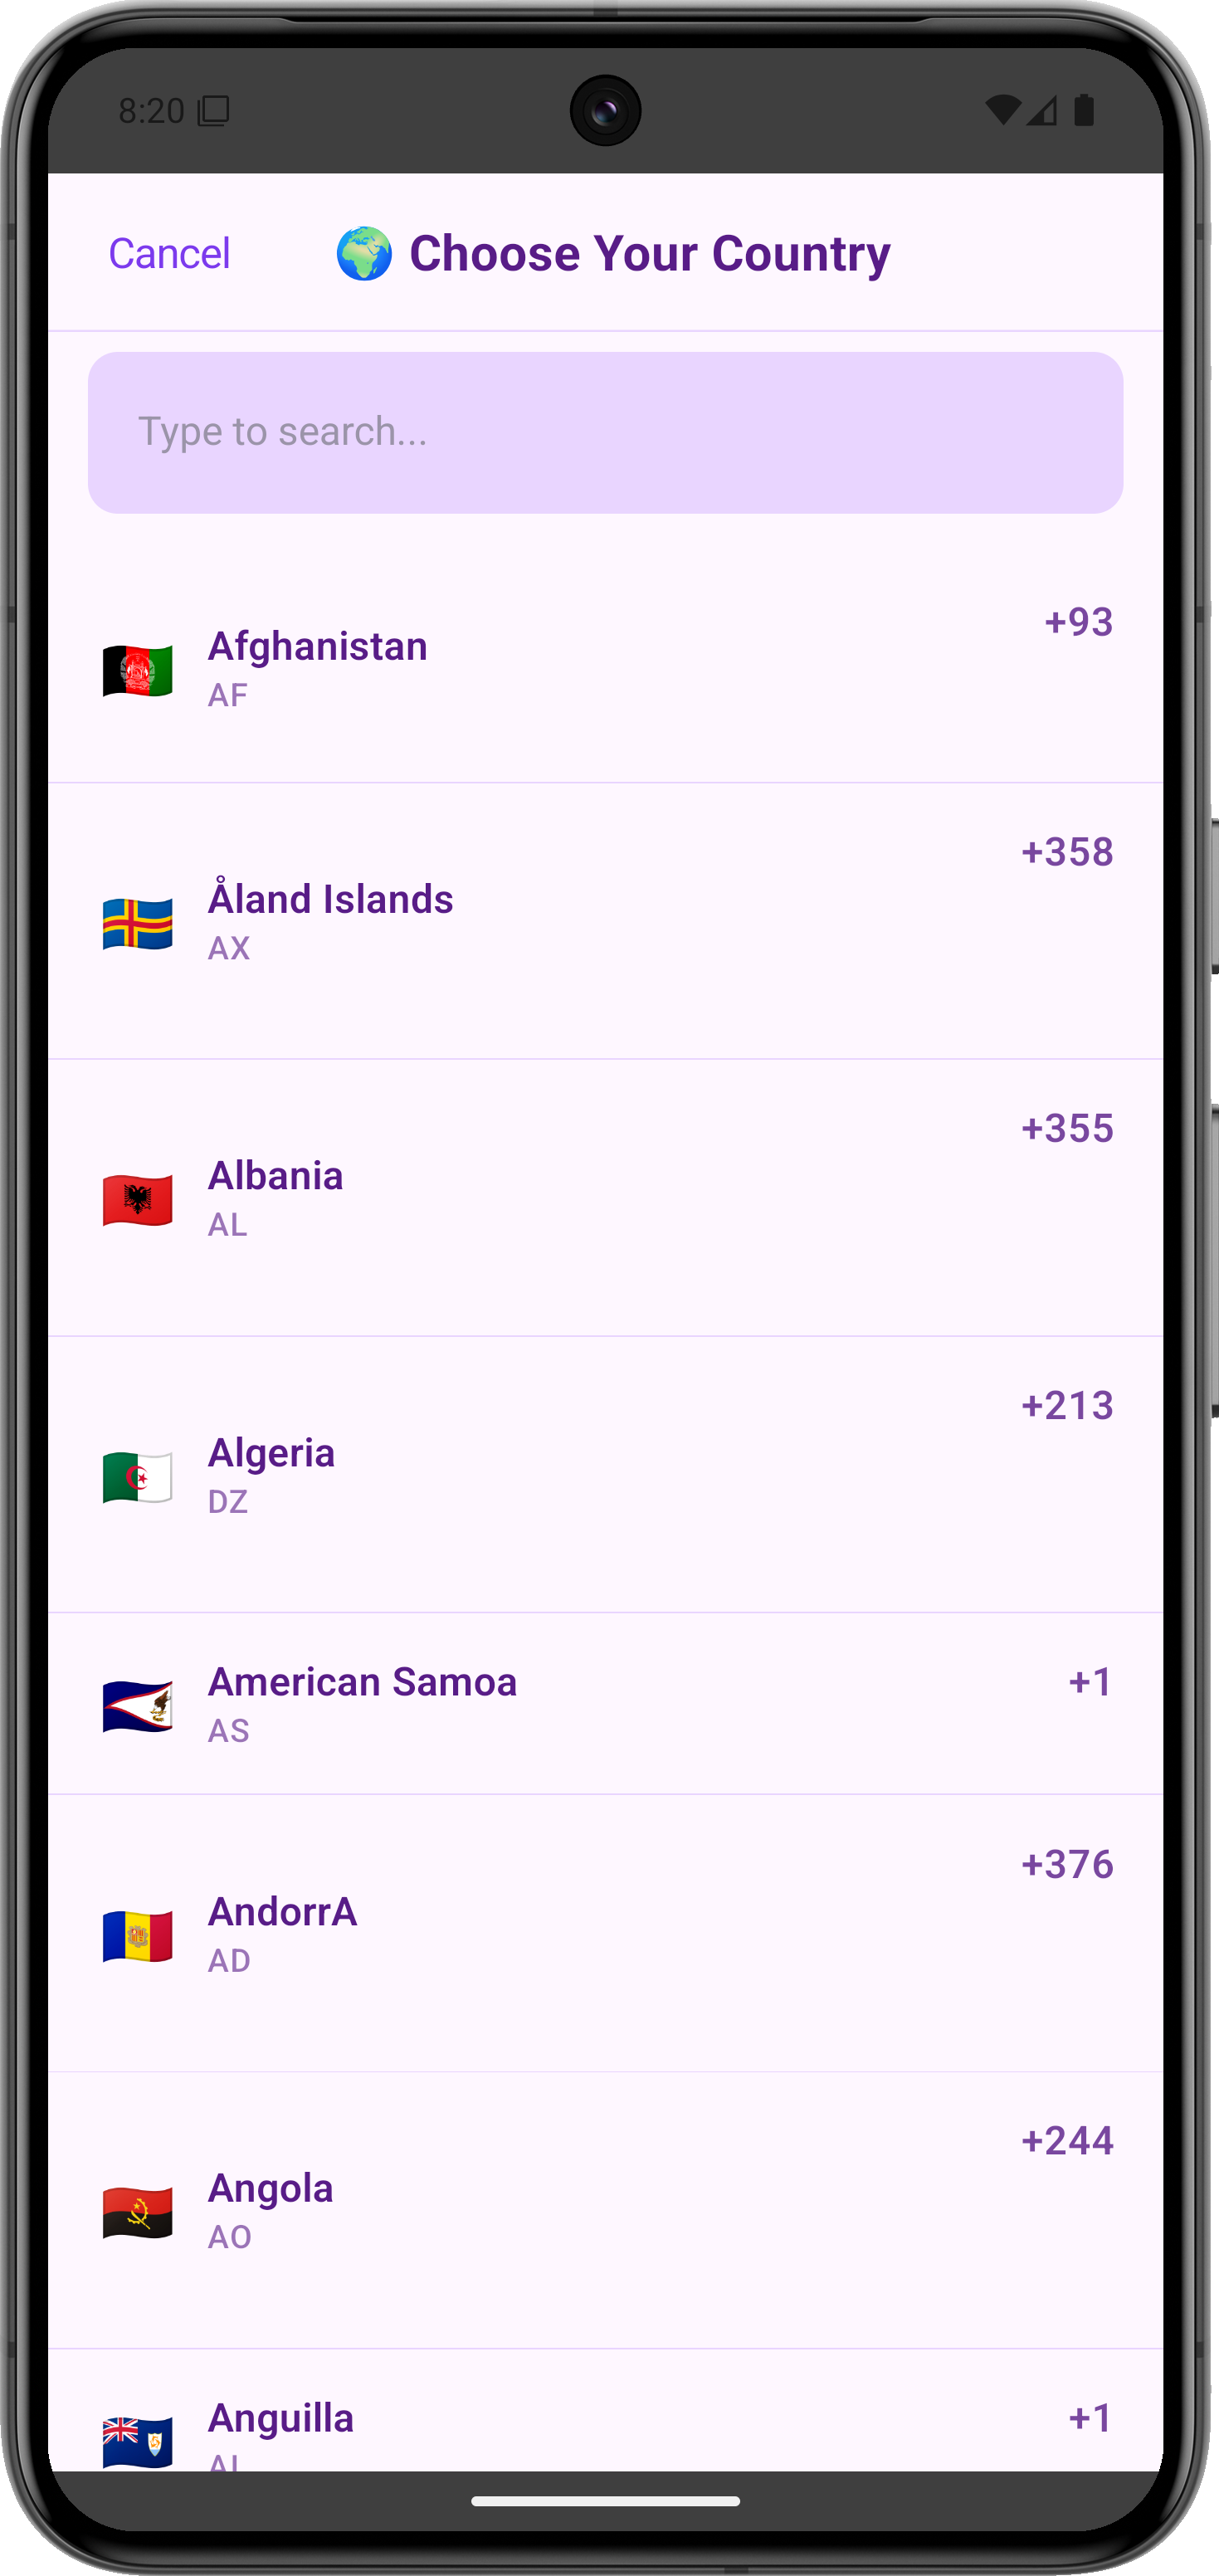 8:20
Cancel
Choose Your Country
Type to search...
Afghanistan
+93
AF
Åland Islands
+358
AX
Albania
+355
AL
Algeria
+213
DZ
American Samoa
+1
AS
AndorrA
+376
AD
Angola
+244
AO
Anguilla
+1